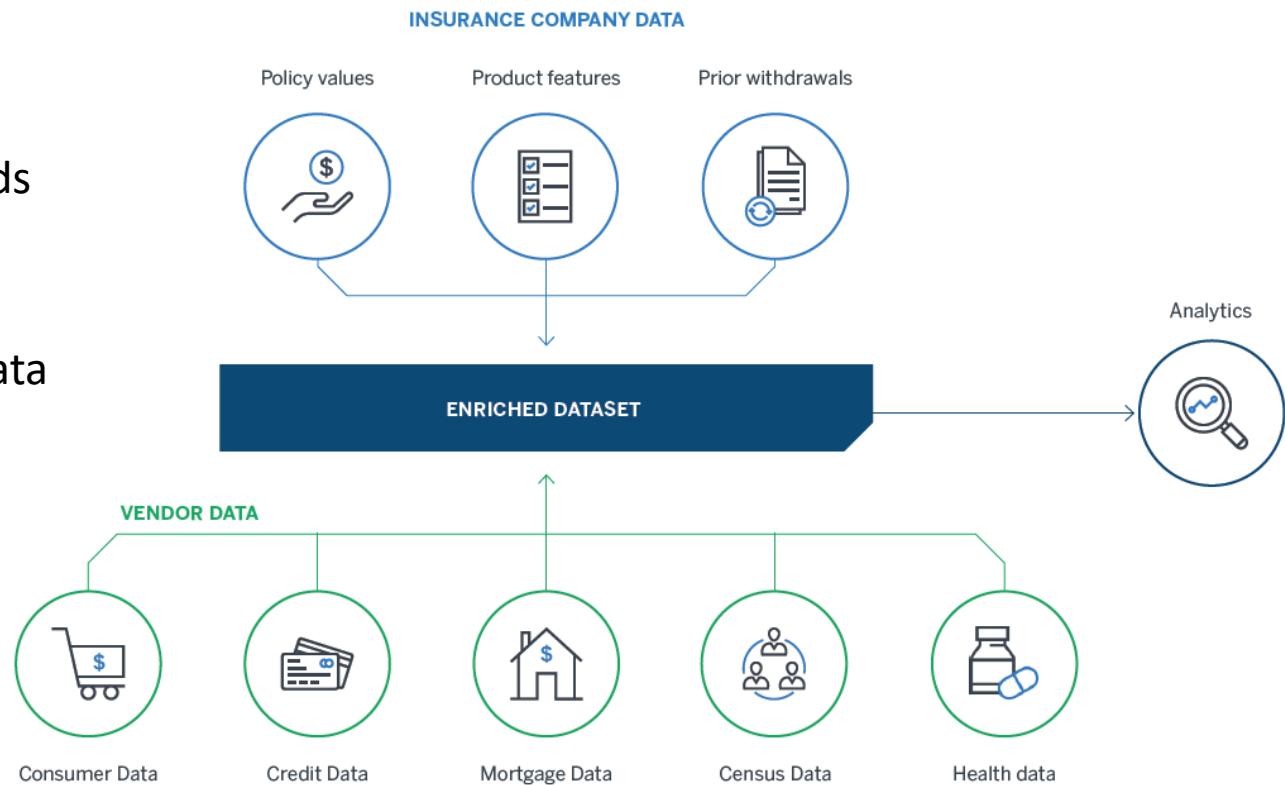 INSURANCE COMPANY DATA
Policy values
Product features
Prior withdrawals
$
ds
ata
Analytics
ENRICHED DATASET
VENDOR DATA
$
$
Consumer Data
Credit Data
Mortgage Data
Census Data
Health data